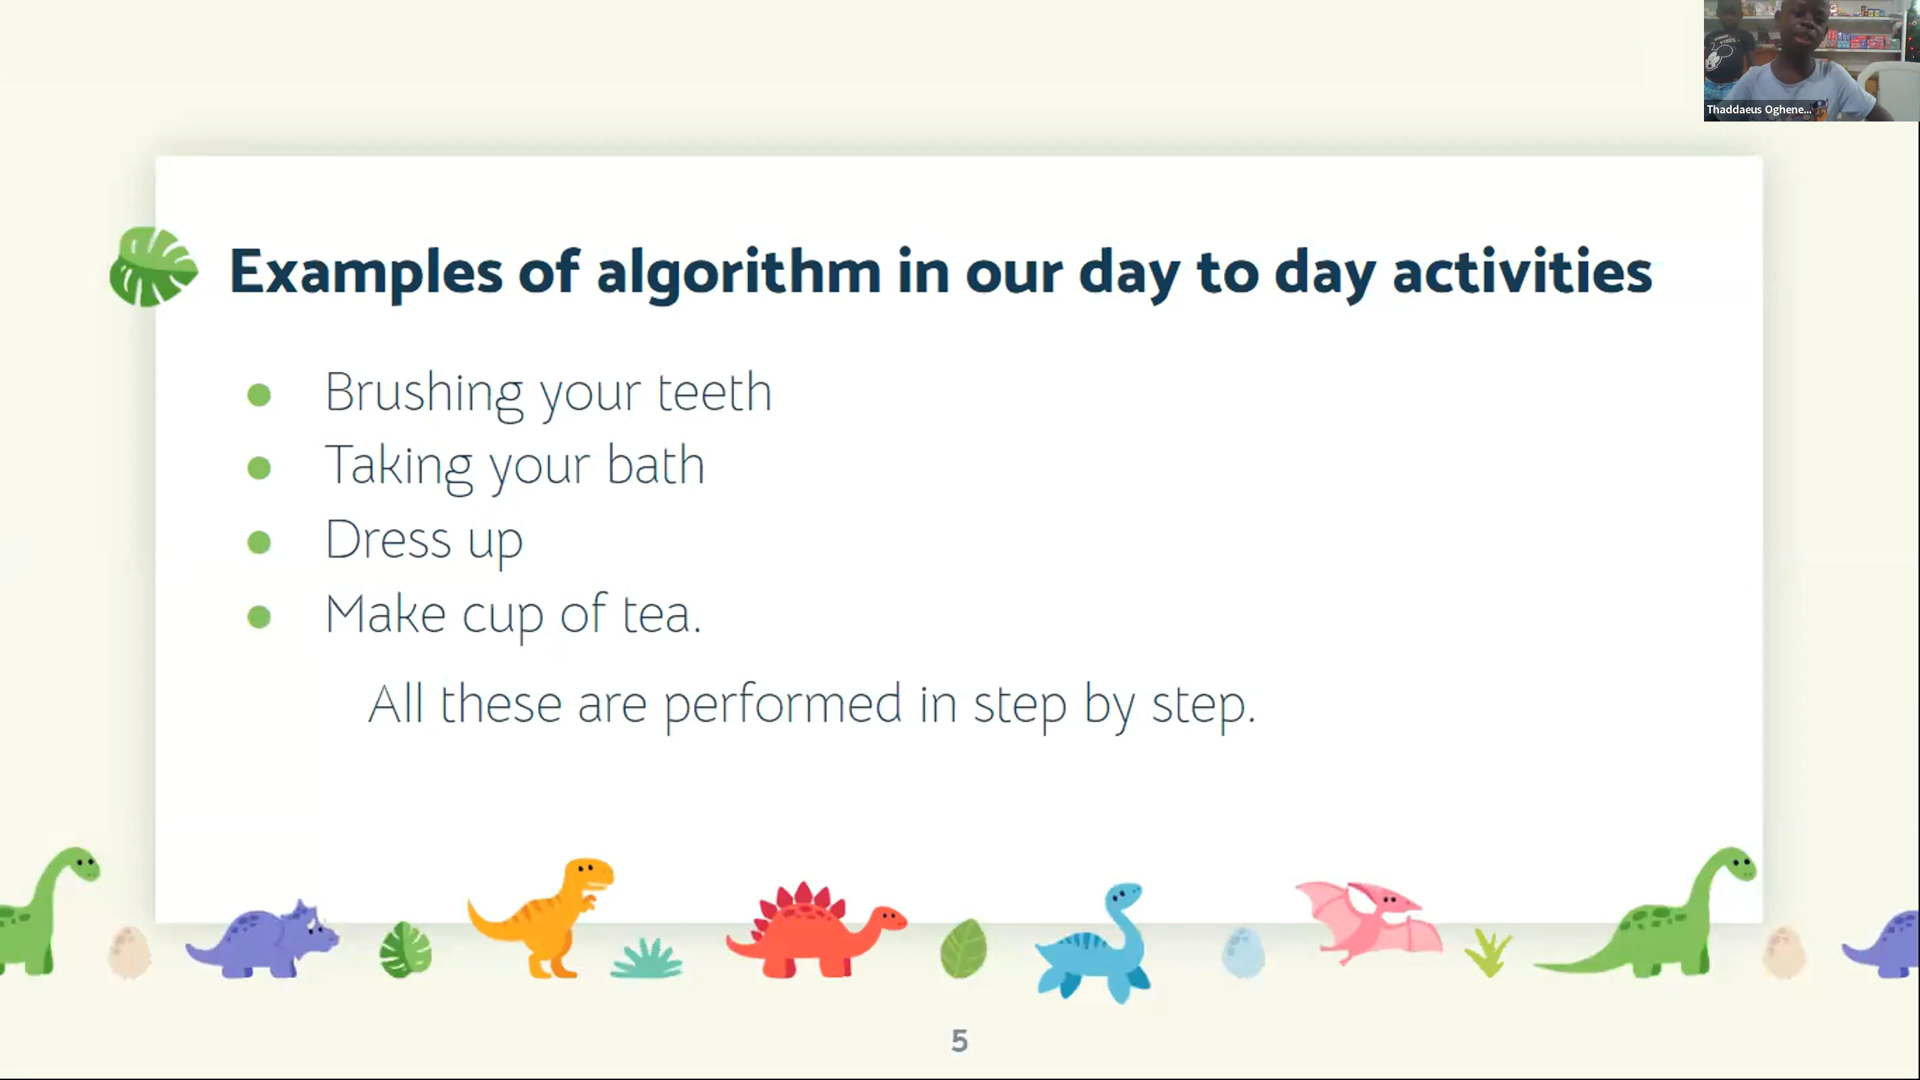 Thaddaeus Oghene...
Examples of algorithm in our day to day activities
Brushing your teeth
Taking your bath
Dress up
Make cup of tea.
All these are performed in step by step.
5